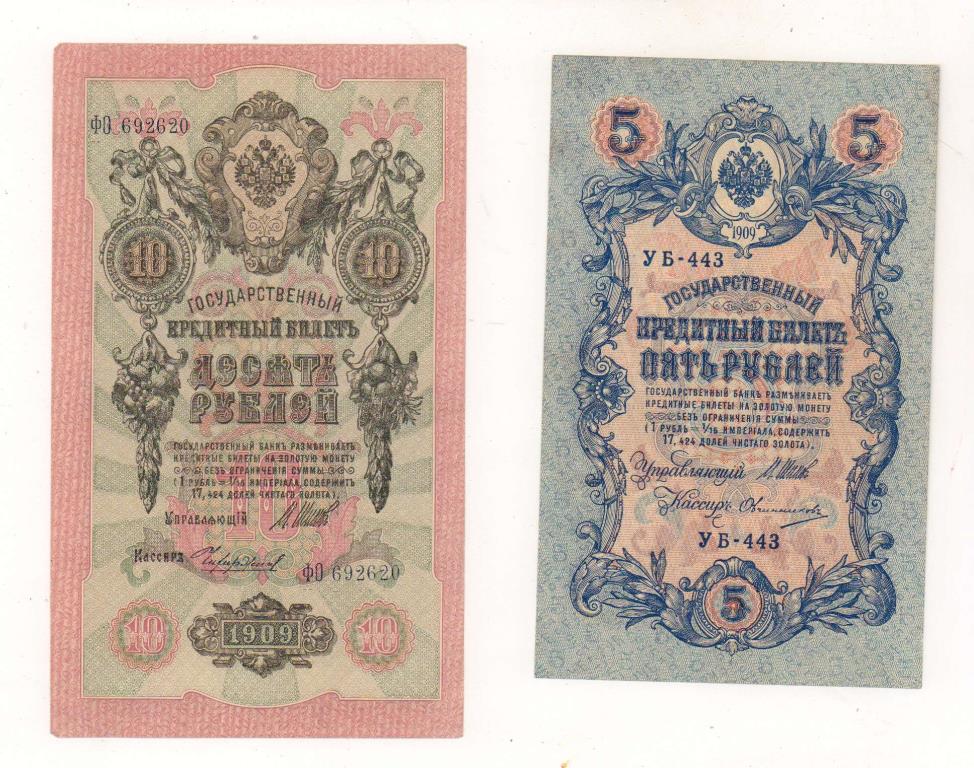 ФО 692620
10 10
ГОСУДАРСТВЕННЫЙ
КРЕДИТНЫЙ БИЛЕТЪ
ДЕСЯТЬ
РУБЛЕЙ
ГОСУДАРСТВЕННЫЙ БАНКЪ РАЗМѢНИВАЕТЪ
КРЕДИТНЫЕ БИЛЕТЫ НА ЗОЛОТУЮ МОНЕТУ
БЕЗЪ ОГРАНИЧЕНІЯ СУММЫ
(1 РУБЛЬ = 1/15 ИМПЕРІАЛА, СОДЕРЖИТЪ
17,424 ДОЛЕЙ ЧИСТАГО ЗОЛОТА).
10
УПРАВЛЯЮЩІЙ
КАССИРЪ
ФО 692620
10 1909 10
5 5
1909
УБ-443
ГОСУДАРСТВЕННЫЙ
КРЕДИТНЫЙ БИЛЕТЪ
ПЯТЬ РУБЛЕЙ
ГОСУДАРСТВЕННЫЙ БАНКЪ РАЗМѢНИВАЕТЪ
КРЕДИТНЫЕ БИЛЕТЫ НА ЗОЛОТУЮ МОНЕТУ
БЕЗЪ ОГРАНИЧЕНІЯ СУММЫ
(1 РУБЛЬ = 1/15 ИМПЕРІАЛА, СОДЕРЖИТЪ
17,424 ДОЛЕЙ ЧИСТАГО ЗОЛОТА).
Управляющій
Кассиръ Овчинниковъ
УБ-443
5